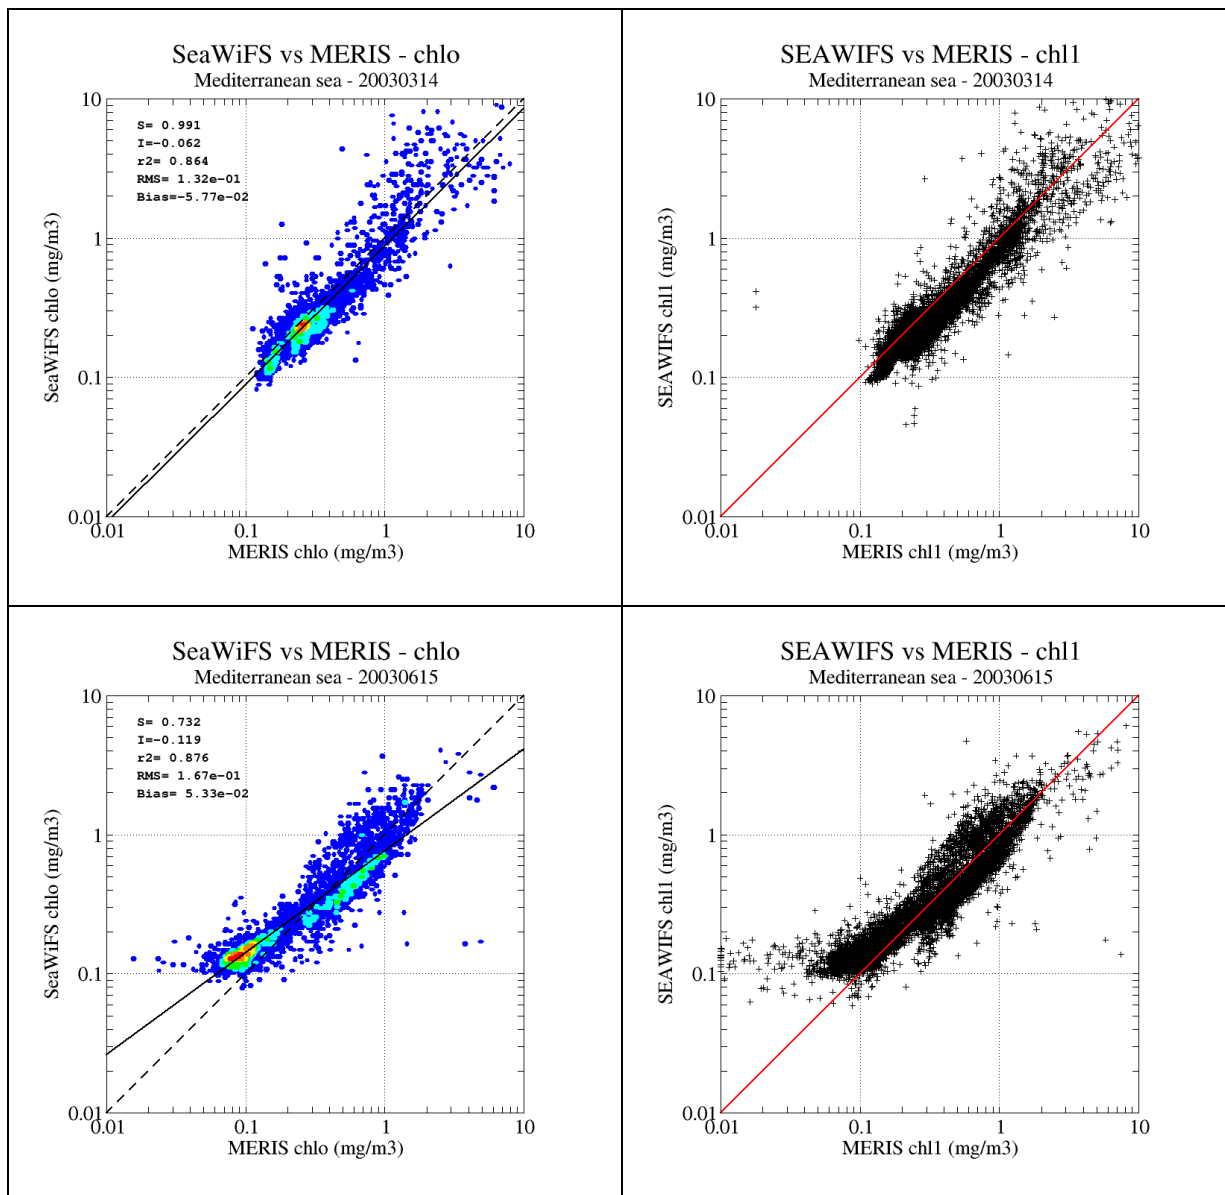 SeaWiFS vs MERIS - chlo
Mediterranean sea - 20030314
10
S= 0.991
I=-0.062
r2= 0.864
RMS= 1.32e-01
Bias=-5.77e-02
SeaWiFS chlo (mg/m3)
1
0.1
0.01
0.01 0.1 1 10
MERIS chlo (mg/m3)
SEAWIFS vs MERIS - chl1
Mediterranean sea - 20030314
10
SEAWIFS chl1 (mg/m3)
1
0.1
0.01
0.01 0.1 1 10
MERIS chl1 (mg/m3)
SeaWiFS vs MERIS - chlo
Mediterranean sea - 20030615
10
S= 0.732
I=-0.119
r2= 0.876
RMS= 1.67e-01
Bias= 5.33e-02
SeaWiFS chlo (mg/m3)
1
0.1
0.01
0.01 0.1 1 10
MERIS chlo (mg/m3)
SEAWIFS vs MERIS - chl1
Mediterranean sea - 20030615
10
SEAWIFS chl1 (mg/m3)
1
0.1
0.01
0.01 0.1 1 10
MERIS chl1 (mg/m3)